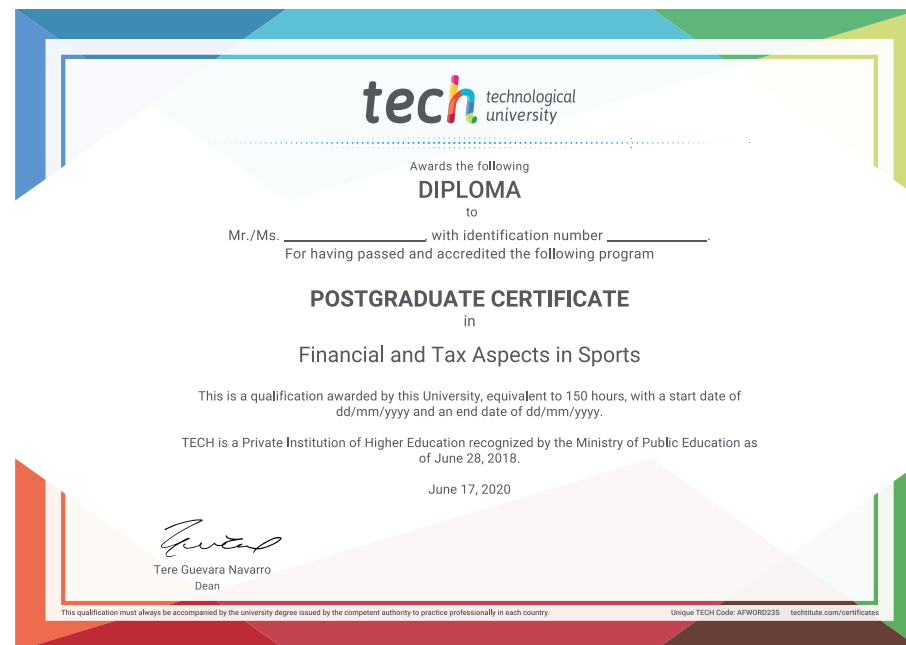 tech technological
university
Awards the following
DIPLOMA
to
Mr./Ms. ____________, with identification number ____________.
For having passed and accredited the following program
POSTGRADUATE CERTIFICATE
in
Financial and Tax Aspects in Sports
This is a qualification awarded by this University, equivalent to 150 hours, with a start date of
dd/mm/yyyy and an end date of dd/mm/yyyy.
TECH is a Private Institution of Higher Education recognized by the Ministry of Public Education as
of June 28, 2018.
June 17, 2020
Tere Guevara Navarro
Dean
This qualification must always be accompanied by the university degree issued by the competent authority to practice professionally in each country. Unique TECH Code: AFWORD23S techtitute.com/certificates